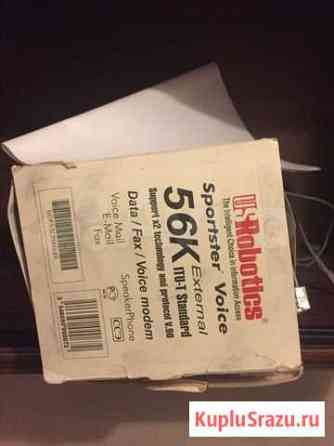 US Robotics®
The Intelligent Choice in Information Access
Sportster Voice
External
56K ITU-T Standard
Support x2 technology and protocol V.90
Data / Fax / Voice modem
Voice Mail
E-Mail
Fax
SpeakerPhone
KupluSrazu.ru